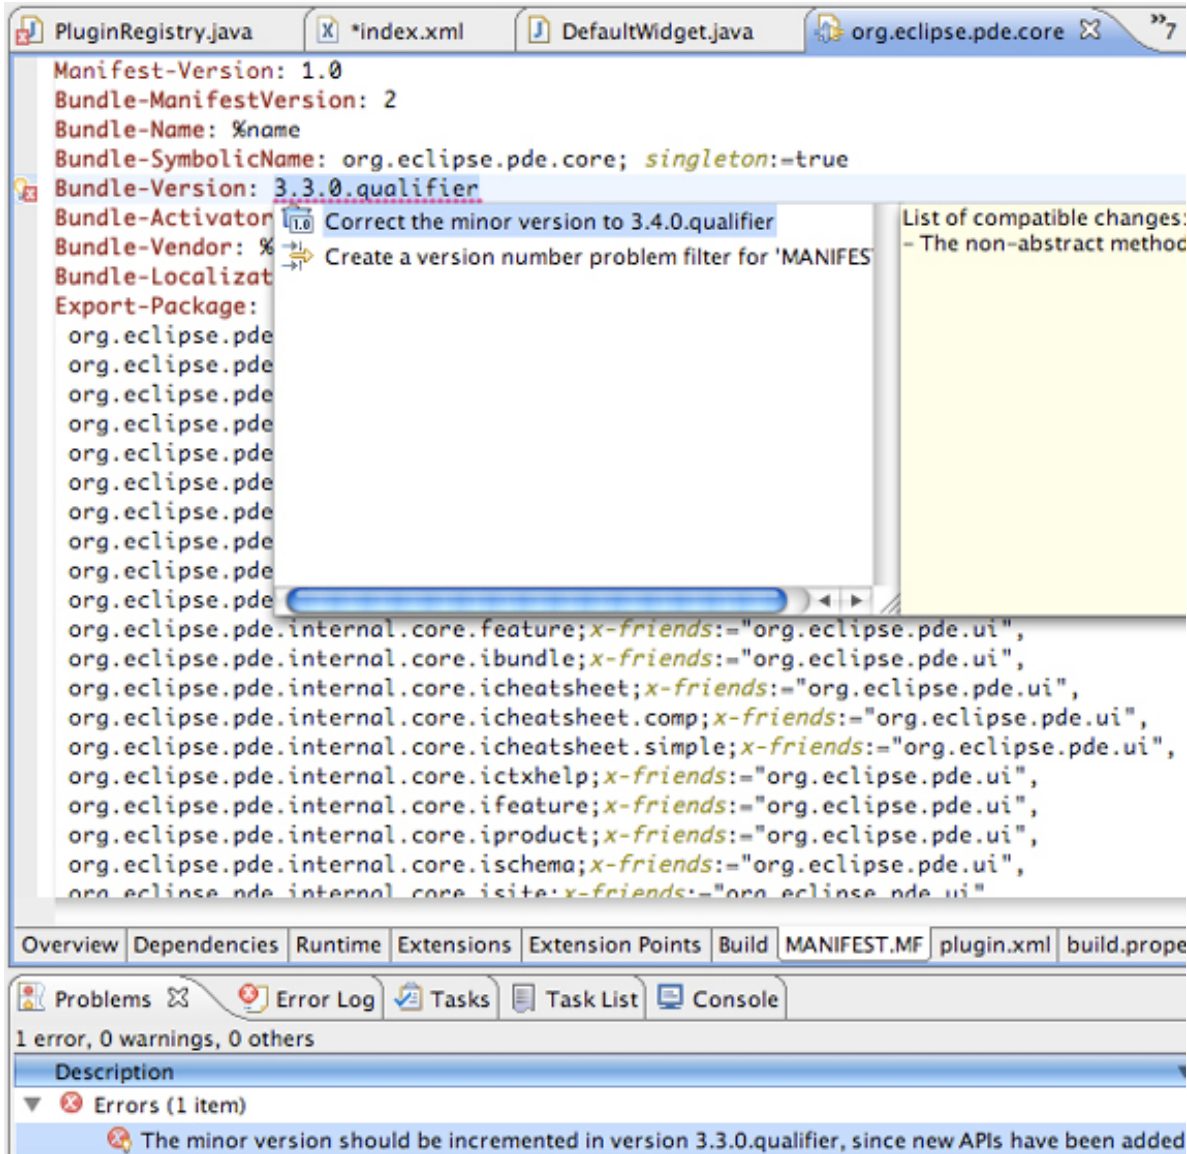 PluginRegistry.java *index.xml DefaultWidget.java org.eclipse.pde.core »7
Manifest-Version: 1.0
Bundle-ManifestVersion: 2
Bundle-Name: %name
Bundle-SymbolicName: org.eclipse.pde.core; singleton:=true
Bundle-Version: 3.3.0.qualifier
Bundle-Activator
Correct the minor version to 3.4.0.qualifier
List of compatible changes:
Bundle-Vendor: %
Create a version number problem filter for 'MANIFEST
- The non-abstract method
Bundle-Localizat
Export-Package:
org.eclipse.pde
org.eclipse.pde
org.eclipse.pde
org.eclipse.pde
org.eclipse.pde
org.eclipse.pde
org.eclipse.pde
org.eclipse.pde
org.eclipse.pde
org.eclipse.pde
org.eclipse.pde.internal.core.feature;x-friends:="org.eclipse.pde.ui",
org.eclipse.pde.internal.core.ibundle;x-friends:="org.eclipse.pde.ui",
org.eclipse.pde.internal.core.icheatsheet;x-friends:="org.eclipse.pde.ui",
org.eclipse.pde.internal.core.icheatsheet.comp;x-friends:="org.eclipse.pde.ui",
org.eclipse.pde.internal.core.icheatsheet.simple;x-friends:="org.eclipse.pde.ui",
org.eclipse.pde.internal.core.ictxhelp;x-friends:="org.eclipse.pde.ui",
org.eclipse.pde.internal.core.ifeature;x-friends:="org.eclipse.pde.ui",
org.eclipse.pde.internal.core.iproduct;x-friends:="org.eclipse.pde.ui",
org.eclipse.pde.internal.core.ischema;x-friends:="org.eclipse.pde.ui",
org.eclipse.pde.internal.core.isite;x-friends:="org.eclipse.pde.ui"
Overview Dependencies Runtime Extensions Extension Points Build MANIFEST.MF plugin.xml build.prope
Problems Error Log Tasks Task List Console
1 error, 0 warnings, 0 others
Description
Errors (1 item)
The minor version should be incremented in version 3.3.0.qualifier, since new APIs have been added